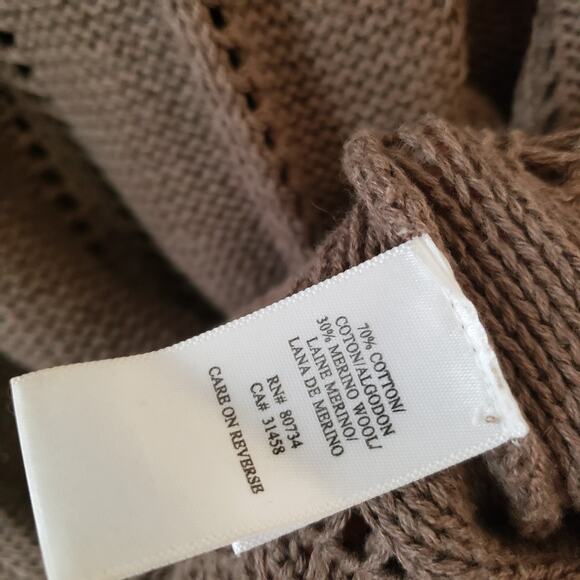 70% COTTON/
COTON/ALGODON
30% MERINO WOOL/
LAINE MERINO/
LANA DE MERINO
RN# 80734
CA# 31458
CARE ON REVERSE